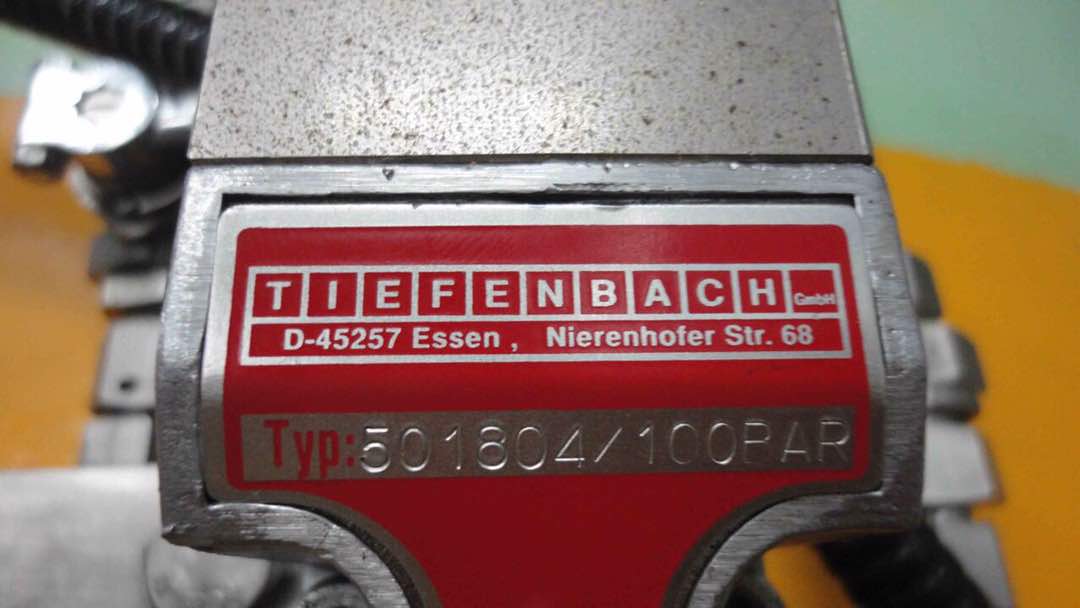 TIEFENBACH GmbH
D-45257 Essen , Nierenhofer Str. 68
Typ:501804/100BAR